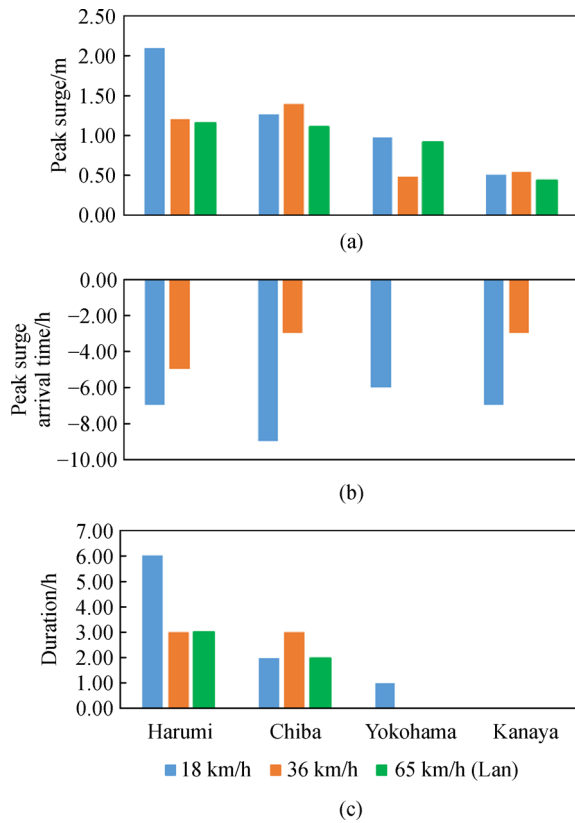 2.50
2.00
1.50
1.00
0.50
0.00
Peak surge/m
(a)
0.00
−2.00
−4.00
−6.00
−8.00
−10.00
Peak surge
arrival time/h
(b)
7.00
6.00
5.00
4.00
3.00
2.00
1.00
0.00
Duration/h
Harumi Chiba Yokohama Kanaya
18 km/h 36 km/h 65 km/h (Lan)
(c)